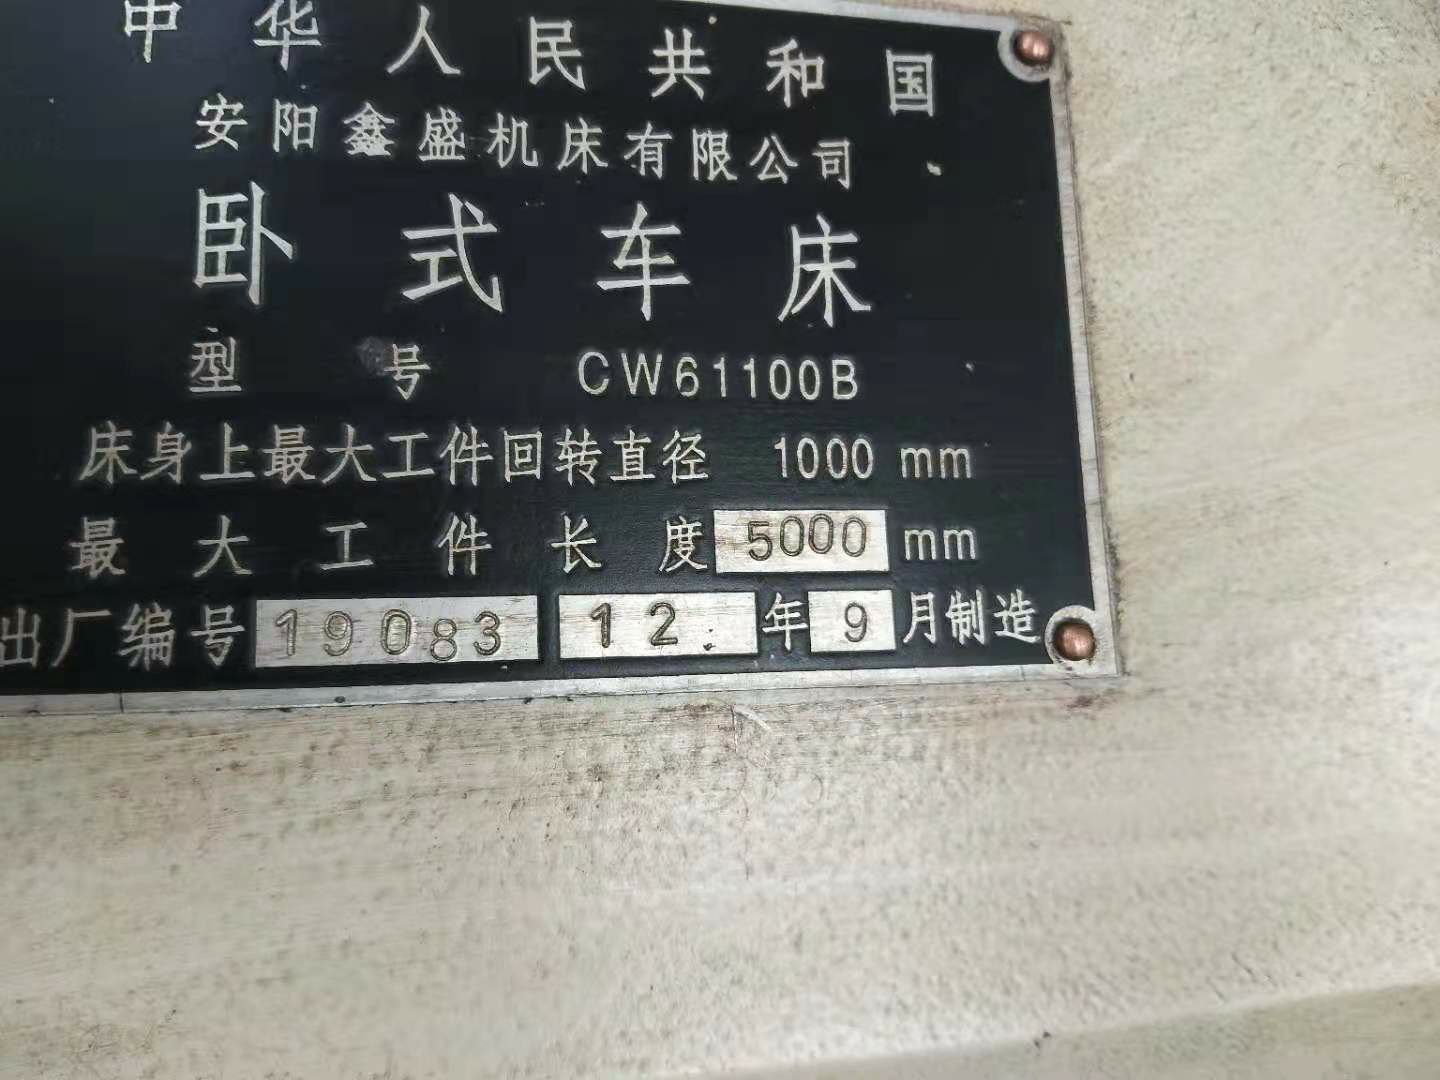 中华人民共和国
安阳鑫盛机床有限公司
卧式车床
型号 CW61100B
床身上最大工件回转直径 1000 mm
最大工件长度 5000 mm
出厂编号 19083 12 年 9 月制造